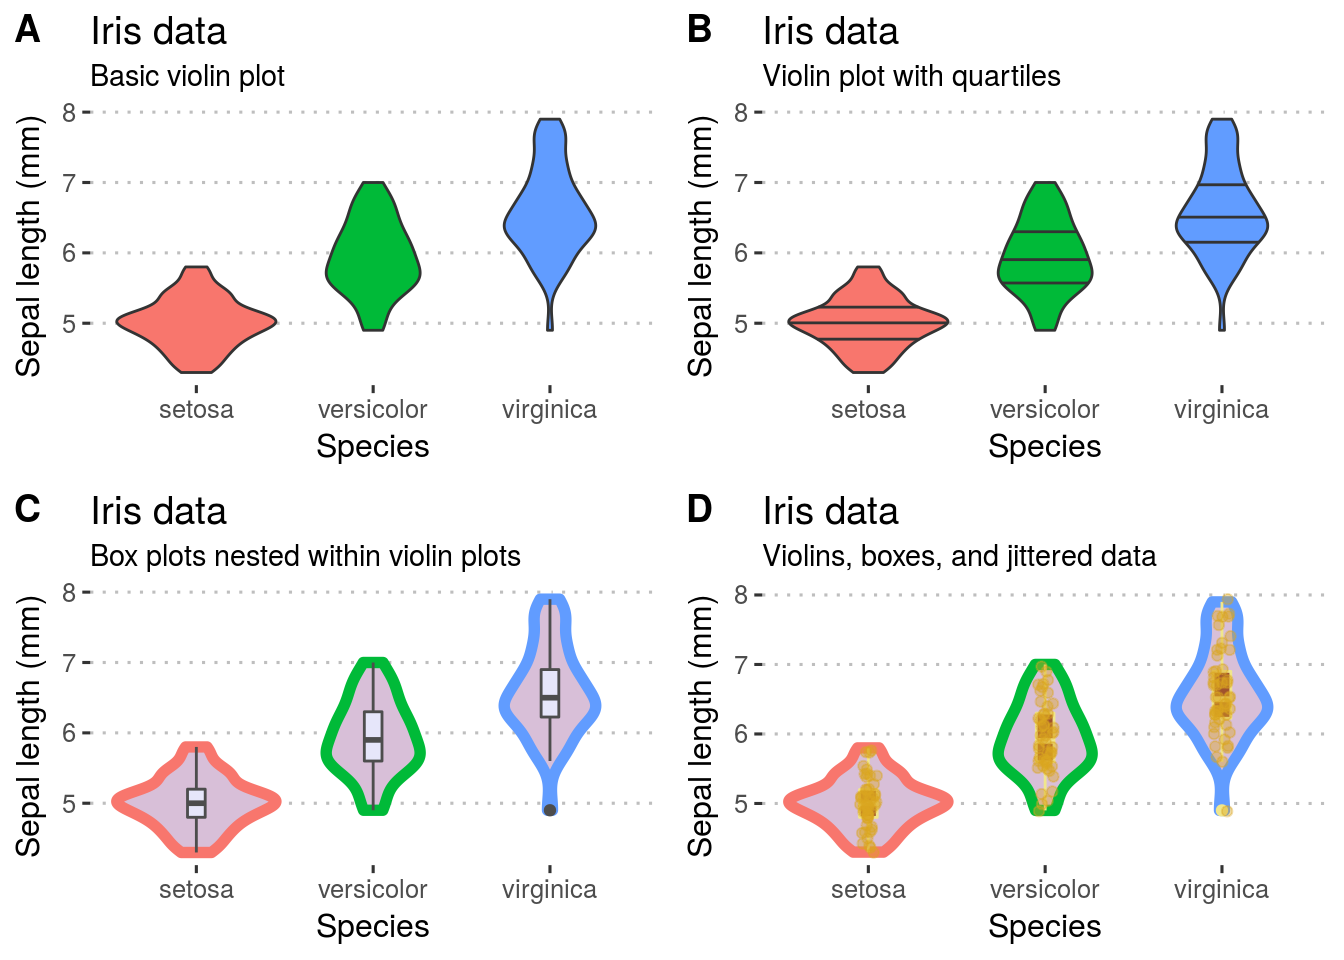 A
Iris data
Basic violin plot
Sepal length (mm)
8
7
6
5
setosa versicolor virginica
Species
B
Iris data
Violin plot with quartiles
Sepal length (mm)
8
7
6
5
setosa versicolor virginica
Species
C
Iris data
Box plots nested within violin plots
Sepal length (mm)
8
7
6
5
setosa versicolor virginica
Species
D
Iris data
Violins, boxes, and jittered data
Sepal length (mm)
8
7
6
5
setosa versicolor virginica
Species